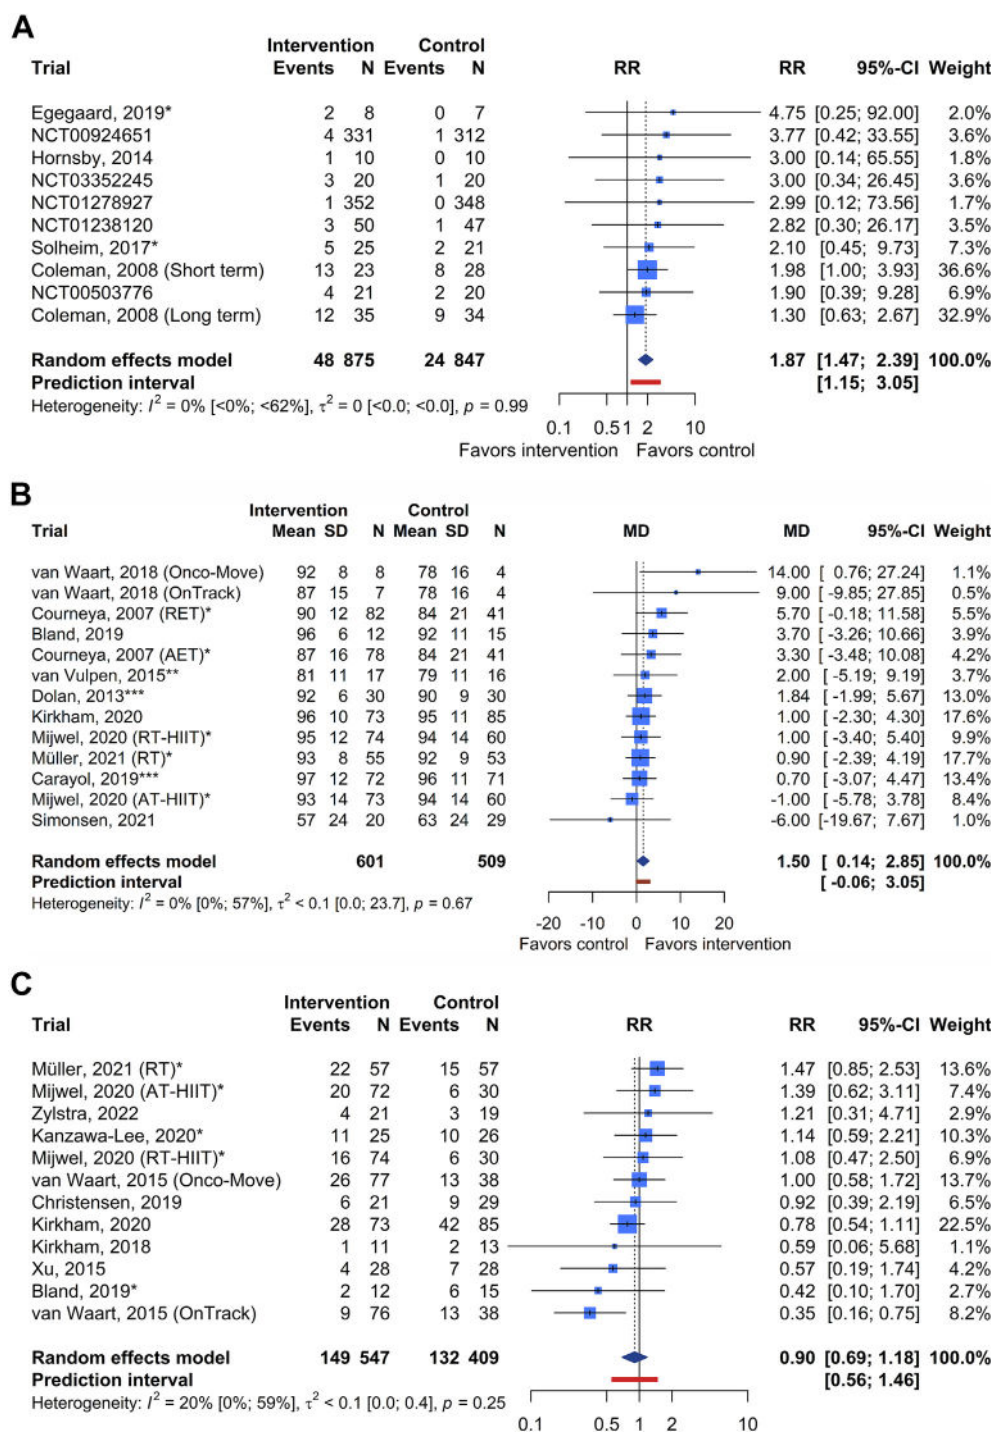 A
Intervention Control
Trial Events N Events N RR RR 95%-CI Weight
Egegaard, 2019* 2 8 0 7 4.75 [0.25; 92.00] 2.0%
NCT00924651 4 331 1 312 3.77 [0.42; 33.55] 3.6%
Hornsby, 2014 1 10 0 10 3.00 [0.14; 65.55] 1.8%
NCT03352245 3 20 1 20 3.00 [0.34; 26.45] 3.6%
NCT01278927 1 352 0 348 2.99 [0.12; 73.56] 1.7%
NCT01238120 3 50 1 47 2.82 [0.30; 26.17] 3.5%
Solheim, 2017* 5 25 2 21 2.10 [0.45; 9.73] 7.3%
Coleman, 2008 (Short term) 13 23 8 28 1.98 [1.00; 3.93] 36.6%
NCT00503776 4 21 2 20 1.90 [0.39; 9.28] 6.9%
Coleman, 2008 (Long term) 12 35 9 34 1.30 [0.63; 2.67] 32.9%
Random effects model 48 875 24 847 1.87 [1.47; 2.39] 100.0%
Prediction interval [1.15; 3.05]
Heterogeneity: I² = 0% [<0%; <62%], τ² = 0 [<0.0; <0.0], p = 0.99
0.1 0.5 1 2 10
Favors intervention Favors control
B
Intervention Control
Trial Mean SD N Mean SD N MD MD 95%-CI Weight
van Waart, 2018 (Onco-Move) 92 8 8 78 16 4 14.00 [ 0.76; 27.24] 1.1%
van Waart, 2018 (OnTrack) 87 15 7 78 16 4 9.00 [ -9.85; 27.85] 0.5%
Courneya, 2007 (RET)* 90 12 82 84 21 41 5.70 [ -0.18; 11.58] 5.5%
Bland, 2019 96 6 12 92 11 15 3.70 [ -3.26; 10.66] 3.9%
Courneya, 2007 (AET)* 87 16 78 84 21 41 3.30 [ -3.48; 10.08] 4.2%
van Vulpen, 2015** 81 11 17 79 11 16 2.00 [ -5.19; 9.19] 3.7%
Dolan, 2013*** 92 6 30 90 9 30 1.84 [ -1.99; 5.67] 13.0%
Kirkham, 2020 96 10 73 95 11 85 1.00 [ -2.30; 4.30] 17.6%
Mijwel, 2020 (RT-HIIT)* 95 12 74 94 14 60 1.00 [ -3.40; 5.40] 9.9%
Müller, 2021 (RT)* 93 8 55 92 9 53 0.90 [ -2.39; 4.19] 17.7%
Carayol, 2019*** 97 12 72 96 11 71 0.70 [ -3.07; 4.47] 13.4%
Mijwel, 2020 (AT-HIIT)* 93 14 73 94 14 60 -1.00 [ -5.78; 3.78] 8.4%
Simonsen, 2021 57 24 20 63 24 29 -6.00 [-19.67; 7.67] 1.0%
Random effects model 601 509 1.50 [ 0.14; 2.85] 100.0%
Prediction interval [ -0.06; 3.05]
Heterogeneity: I² = 0% [0%; 57%], τ² < 0.1 [0.0; 23.7], p = 0.67
-20 -10 0 10 20
Favors control Favors intervention
C
Intervention Control
Trial Events N Events N RR RR 95%-CI Weight
Müller, 2021 (RT)* 22 57 15 57 1.47 [0.85; 2.53] 13.6%
Mijwel, 2020 (AT-HIIT)* 20 72 6 30 1.39 [0.62; 3.11] 7.4%
Zylstra, 2022 4 21 3 19 1.21 [0.31; 4.71] 2.9%
Kanzawa-Lee, 2020* 11 25 10 26 1.14 [0.59; 2.21] 10.3%
Mijwel, 2020 (RT-HIIT)* 16 74 6 30 1.08 [0.47; 2.50] 6.9%
van Waart, 2015 (Onco-Move) 26 77 13 38 1.00 [0.58; 1.72] 13.7%
Christensen, 2019 6 21 9 29 0.92 [0.39; 2.19] 6.5%
Kirkham, 2020 28 73 42 85 0.78 [0.54; 1.11] 22.5%
Kirkham, 2018 1 11 2 13 0.59 [0.06; 5.68] 1.1%
Xu, 2015 4 28 7 28 0.57 [0.19; 1.74] 4.2%
Bland, 2019* 2 12 6 15 0.42 [0.10; 1.70] 2.7%
van Waart, 2015 (OnTrack) 9 76 13 38 0.35 [0.16; 0.75] 8.2%
Random effects model 149 547 132 409 0.90 [0.69; 1.18] 100.0%
Prediction interval [0.56; 1.46]
Heterogeneity: I² = 20% [0%; 59%], τ² < 0.1 [0.0; 0.4], p = 0.25
0.1 0.5 1 2 10